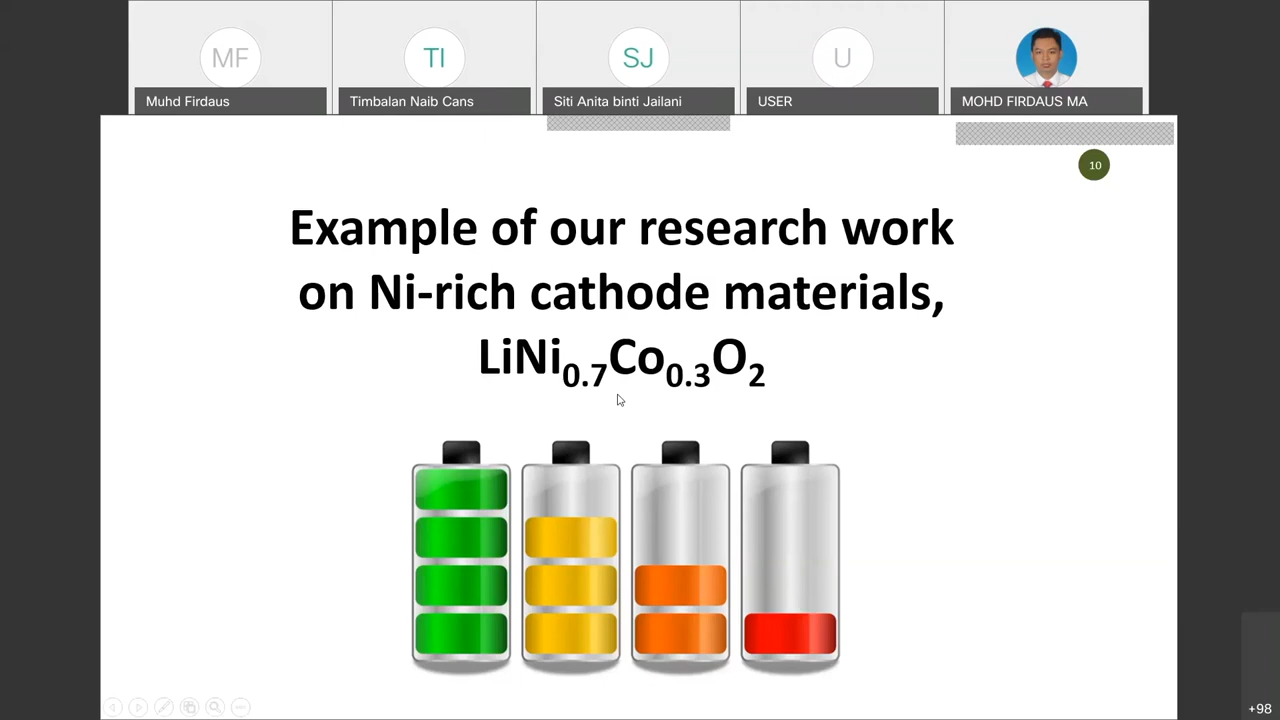 MF
TI
SJ
U
Muhd Firdaus
Timbalan Naib Cans
Siti Anita binti Jailani
USER
MOHD FIRDAUS MA
10
Example of our research work
on Ni-rich cathode materials,
LiNi0.7Co0.3O2
+98